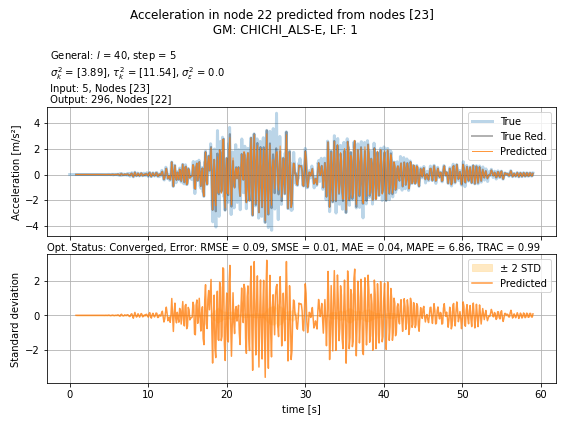 Acceleration in node 22 predicted from nodes [23]
GM: CHICHI_ALS-E, LF: 1
General: l = 40, step = 5
σ²ₖ = [3.89], τ²ₖ = [11.54], σ²ε = 0.0
Input: 5, Nodes [23]
Output: 296, Nodes [22]
Acceleration [m/s²]
4
2
0
−2
−4
True
True Red.
Predicted
Opt. Status: Converged, Error: RMSE = 0.09, SMSE = 0.01, MAE = 0.04, MAPE = 6.86, TRAC = 0.99
Standard deviation
2
0
−2
± 2 STD
Predicted
0 10 20 30 40 50 60
time [s]